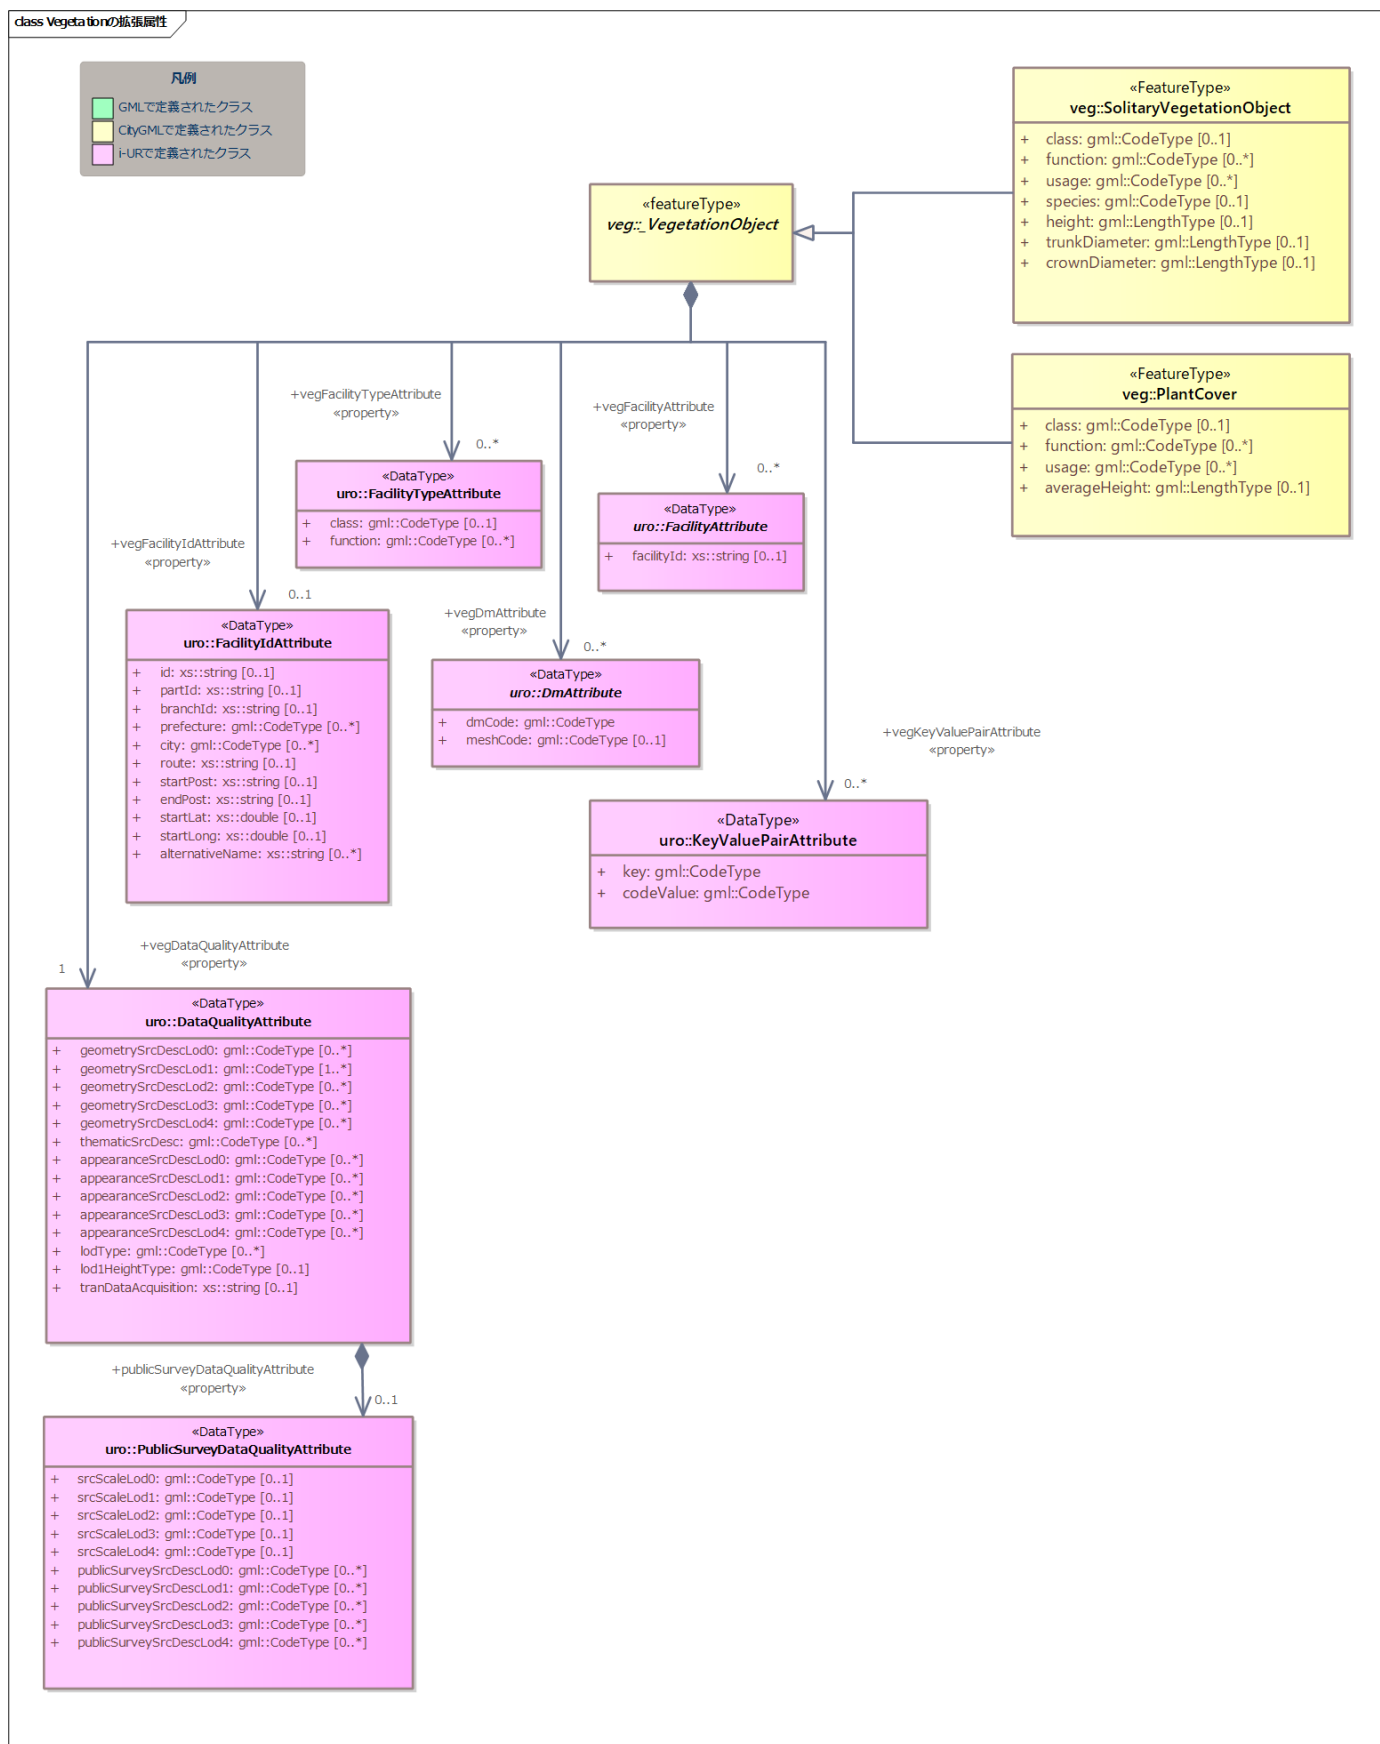 class Vegetationの拡張属性
凡例
GMLで定義されたクラス
CityGMLで定義されたクラス
i-URで定義されたクラス
«FeatureType»
veg::SolitaryVegetationObject
+ class: gml::CodeType [0..1]
+ function: gml::CodeType [0..*]
+ usage: gml::CodeType [0..*]
+ species: gml::CodeType [0..1]
+ height: gml::LengthType [0..1]
+ trunkDiameter: gml::LengthType [0..1]
+ crownDiameter: gml::LengthType [0..1]
«featureType»
veg::_VegetationObject
«FeatureType»
veg::PlantCover
+ class: gml::CodeType [0..1]
+ function: gml::CodeType [0..*]
+ usage: gml::CodeType [0..*]
+ averageHeight: gml::LengthType [0..1]
+vegFacilityTypeAttribute
«property»
0..*
«DataType»
uro::FacilityTypeAttribute
+ class: gml::CodeType [0..1]
+ function: gml::CodeType [0..*]
+vegFacilityAttribute
«property»
0..*
«DataType»
uro::FacilityAttribute
+ facilityId: xs::string [0..1]
+vegFacilityIdAttribute
«property»
0..1
«DataType»
uro::FacilityIdAttribute
+ id: xs::string [0..1]
+ partId: xs::string [0..1]
+ branchId: xs::string [0..1]
+ prefecture: gml::CodeType [0..*]
+ city: gml::CodeType [0..*]
+ route: xs::string [0..1]
+ startPost: xs::string [0..1]
+ endPost: xs::string [0..1]
+ startLat: xs::double [0..1]
+ startLong: xs::double [0..1]
+ alternativeName: xs::string [0..*]
+vegDmAttribute
«property»
0..*
«DataType»
uro::DmAttribute
+ dmCode: gml::CodeType
+ meshCode: gml::CodeType [0..1]
+vegKeyValuePairAttribute
«property»
0..*
«DataType»
uro::KeyValuePairAttribute
+ key: gml::CodeType
+ codeValue: gml::CodeType
+vegDataQualityAttribute
«property»
1
«DataType»
uro::DataQualityAttribute
+ geometrySrcDescLod0: gml::CodeType [0..*]
+ geometrySrcDescLod1: gml::CodeType [1..*]
+ geometrySrcDescLod2: gml::CodeType [0..*]
+ geometrySrcDescLod3: gml::CodeType [0..*]
+ geometrySrcDescLod4: gml::CodeType [0..*]
+ thematicSrcDesc: gml::CodeType [0..*]
+ appearanceSrcDescLod0: gml::CodeType [0..*]
+ appearanceSrcDescLod1: gml::CodeType [0..*]
+ appearanceSrcDescLod2: gml::CodeType [0..*]
+ appearanceSrcDescLod3: gml::CodeType [0..*]
+ appearanceSrcDescLod4: gml::CodeType [0..*]
+ lodType: gml::CodeType [0..*]
+ lod1HeightType: gml::CodeType [0..1]
+ tranDataAcquisition: xs::string [0..1]
+publicSurveyDataQualityAttribute
«property»
0..1
«DataType»
uro::PublicSurveyDataQualityAttribute
+ srcScaleLod0: gml::CodeType [0..1]
+ srcScaleLod1: gml::CodeType [0..1]
+ srcScaleLod2: gml::CodeType [0..1]
+ srcScaleLod3: gml::CodeType [0..1]
+ srcScaleLod4: gml::CodeType [0..1]
+ publicSurveySrcDescLod0: gml::CodeType [0..*]
+ publicSurveySrcDescLod1: gml::CodeType [0..*]
+ publicSurveySrcDescLod2: gml::CodeType [0..*]
+ publicSurveySrcDescLod3: gml::CodeType [0..*]
+ publicSurveySrcDescLod4: gml::CodeType [0..*]